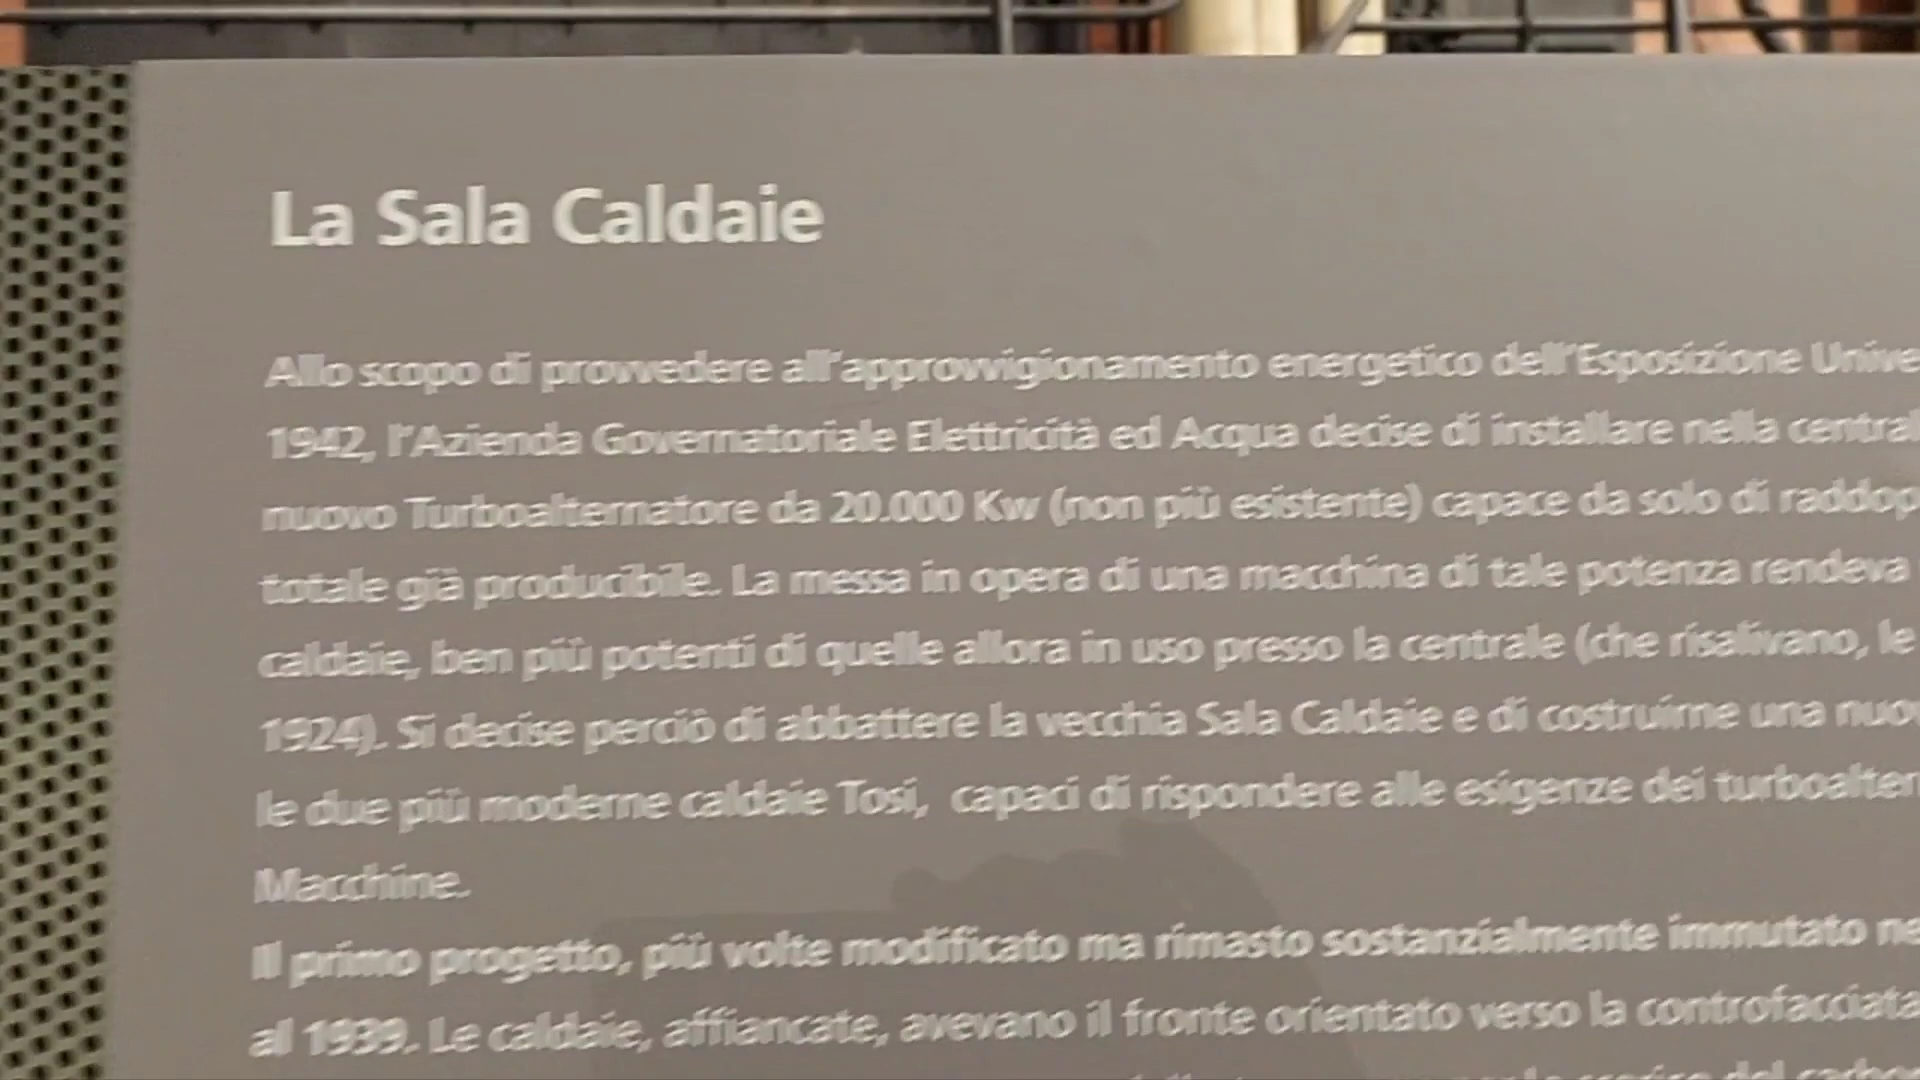 La Sala Caldaie
Allo scopo di provvedere all'approvvigionamento energetico dell'Esposizione Unive
1942, l'Azienda Governatoriale Elettricità ed Acqua decise di installare nella central
nuovo Turboalternatore da 20.000 Kw (non più esistente) capace da solo di raddop
totale già producibile. La messa in opera di una macchina di tale potenza rendeva
caldaie, ben più potenti di quelle allora in uso presso la centrale (che risalivano, le
1924). Si decise perciò di abbattere la vecchia Sala Caldaie e di costruirne una nuov
le due più moderne caldaie Tosi, capaci di rispondere alle esigenze dei turboaltern
Macchine.
Il primo progetto, più volte modificato ma rimasto sostanzialmente immutato ne
al 1939. Le caldaie, affiancate, avevano il fronte orientato verso la controfacciata